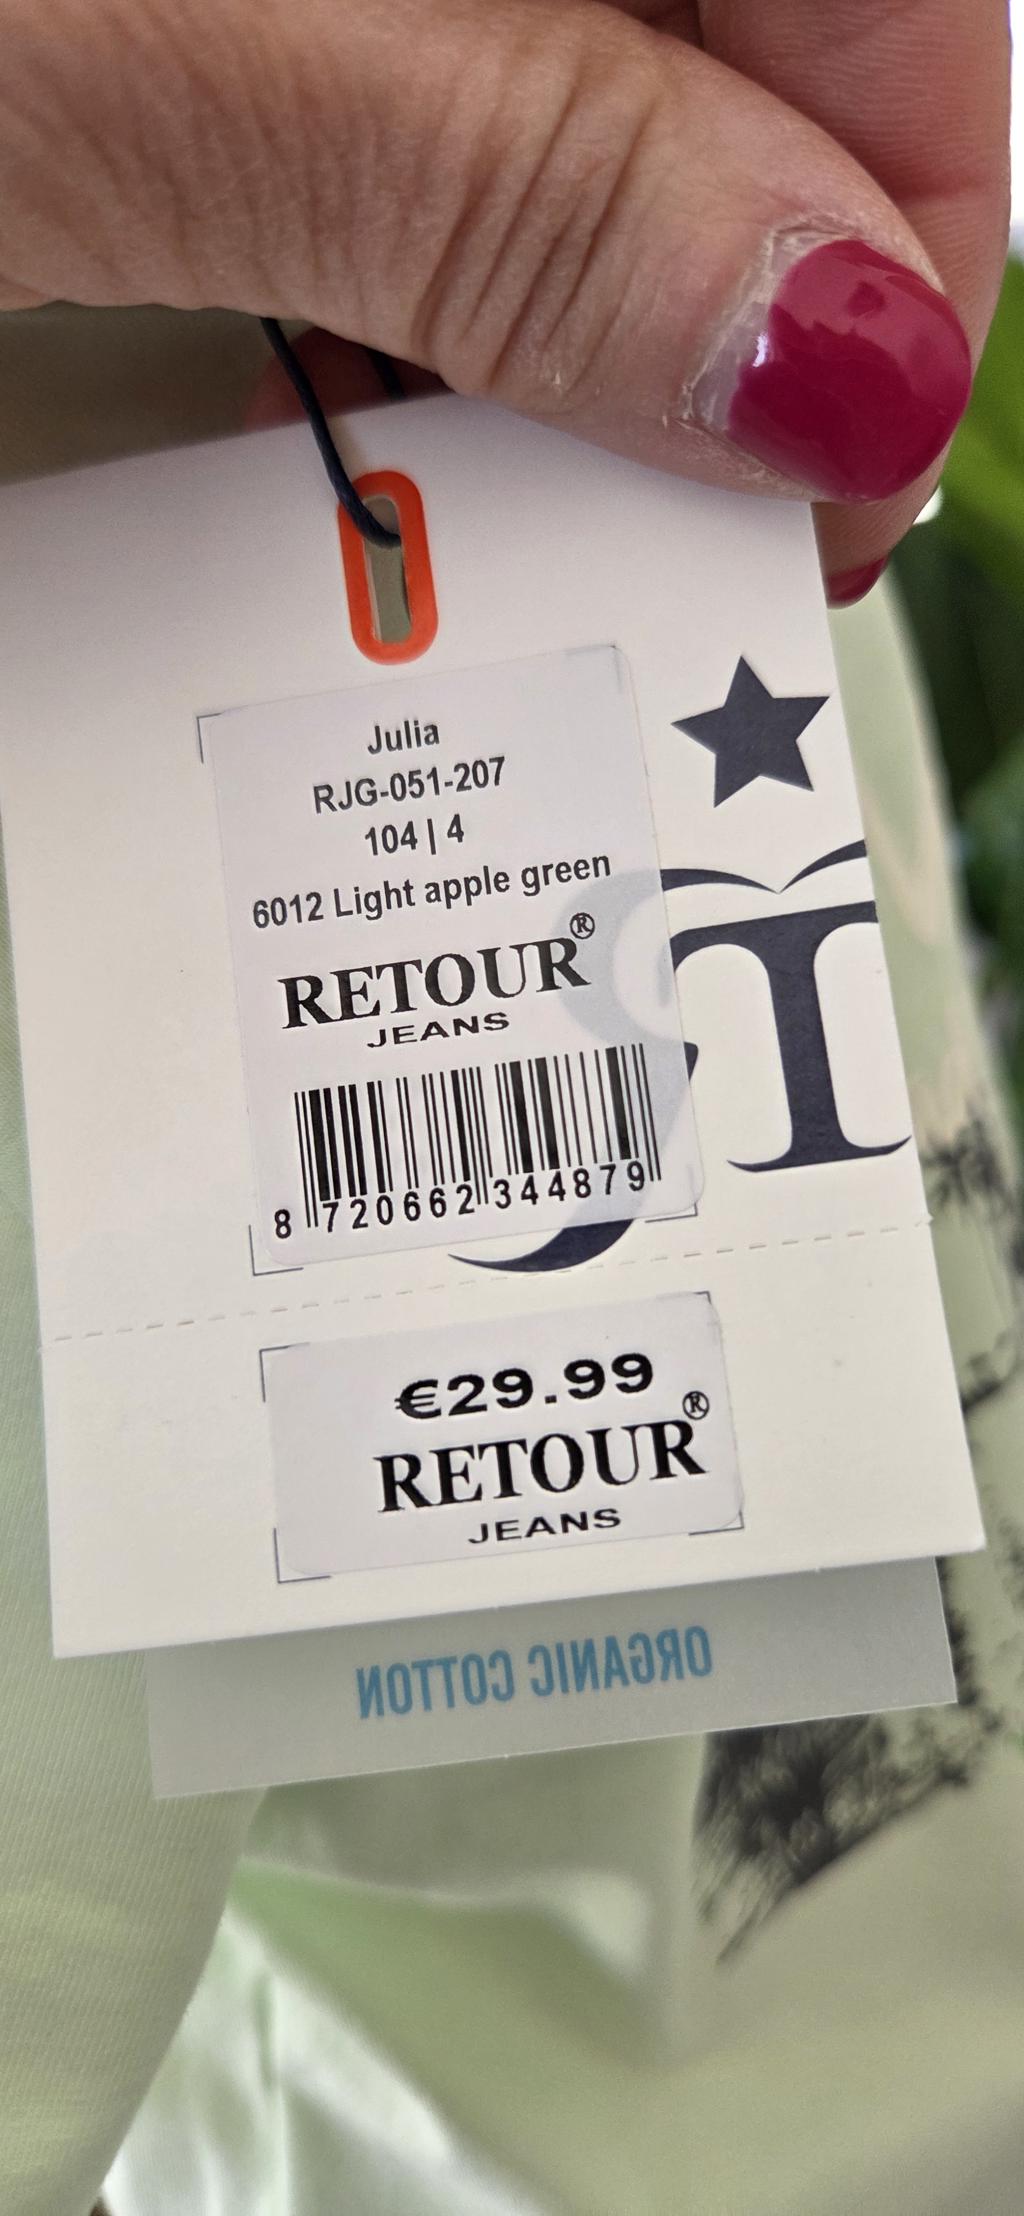 Julia
RJG-051-207
104 | 4
6012 Light apple green
RETOUR®
JEANS
8 720662 344879
€29.99
RETOUR®
JEANS
ORGANIC COTTON